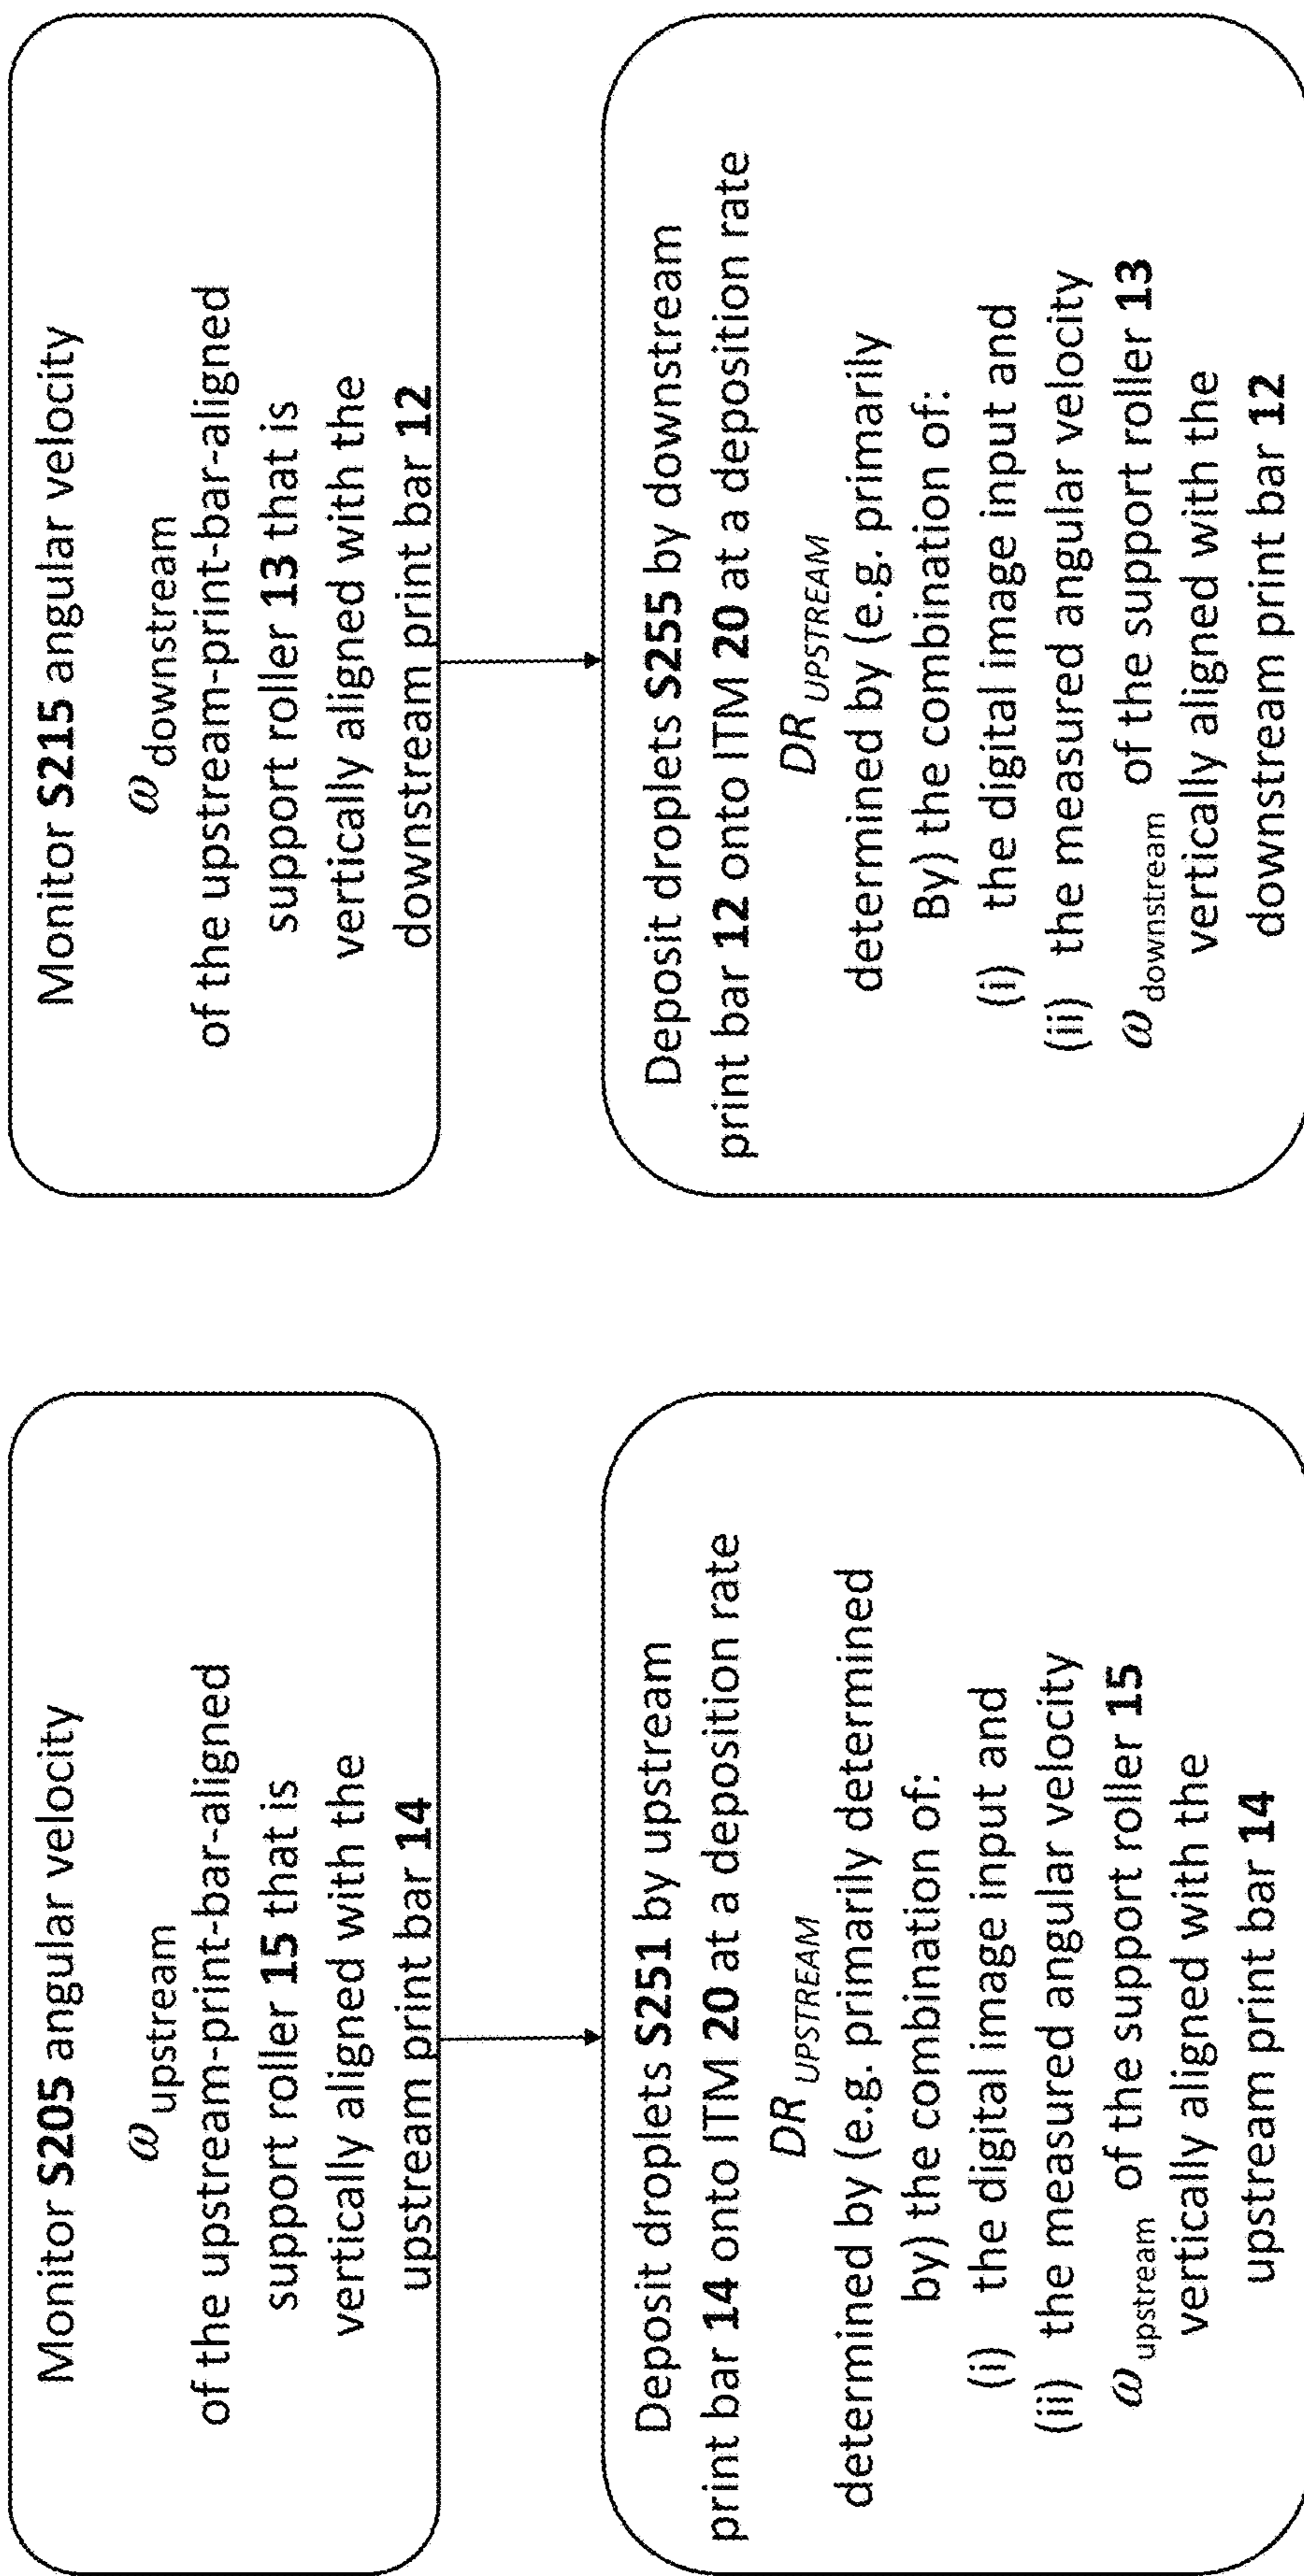 Monitor S205 angular velocity
ω upstream
of the upstream-print-bar-aligned
support roller 15 that is
vertically aligned with the
upstream print bar 14
Deposit droplets S251 by upstream
print bar 14 onto ITM 20 at a deposition rate
DR UPSTREAM
determined by (e.g. primarily determined
by) the combination of:
(i) the digital image input and
(ii) the measured angular velocity
ω upstream of the support roller 15
vertically aligned with the
upstream print bar 14
Monitor S215 angular velocity
ω downstream
of the upstream-print-bar-aligned
support roller 13 that is
vertically aligned with the
downstream print bar 12
Deposit droplets S255 by downstream
print bar 12 onto ITM 20 at a deposition rate
DR UPSTREAM
determined by (e.g. primarily
By) the combination of:
(i) the digital image input and
(ii) the measured angular velocity
ω downstream of the support roller 13
vertically aligned with the
downstream print bar 12